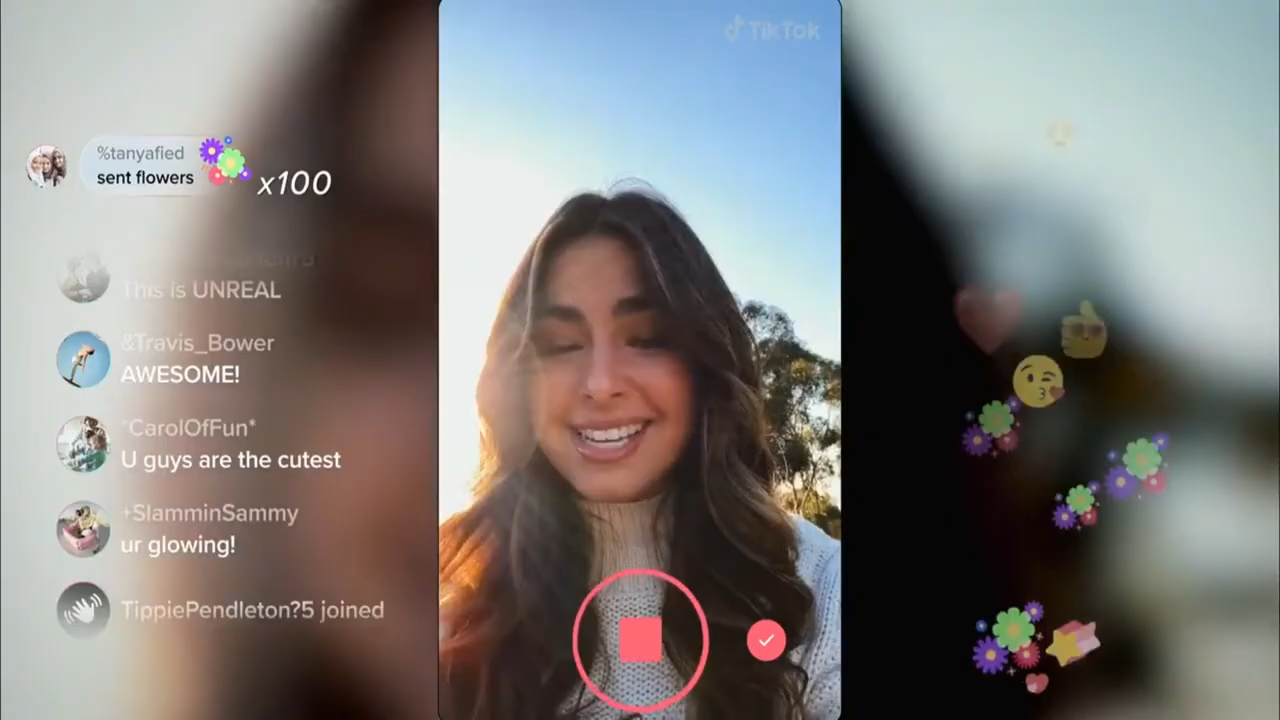 TikTok
%tanyafied
sent flowers
x100
This is UNREAL
&Travis_Bower
AWESOME!
*CarolOfFun*
U guys are the cutest
+SlamminSammy
ur glowing!
TippiePendleton?5 joined